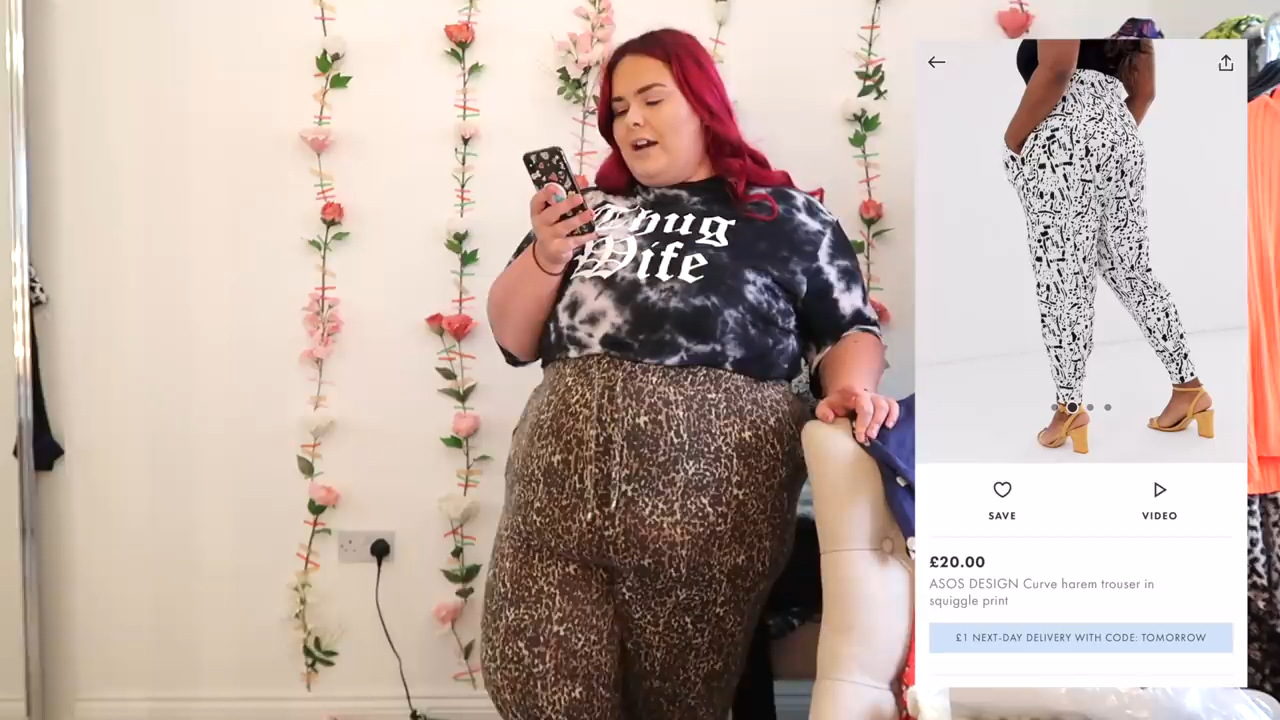 Thug
Wife
SAVE
VIDEO
£20.00
ASOS DESIGN Curve harem trouser in
squiggle print
£1 NEXT-DAY DELIVERY WITH CODE: TOMORROW